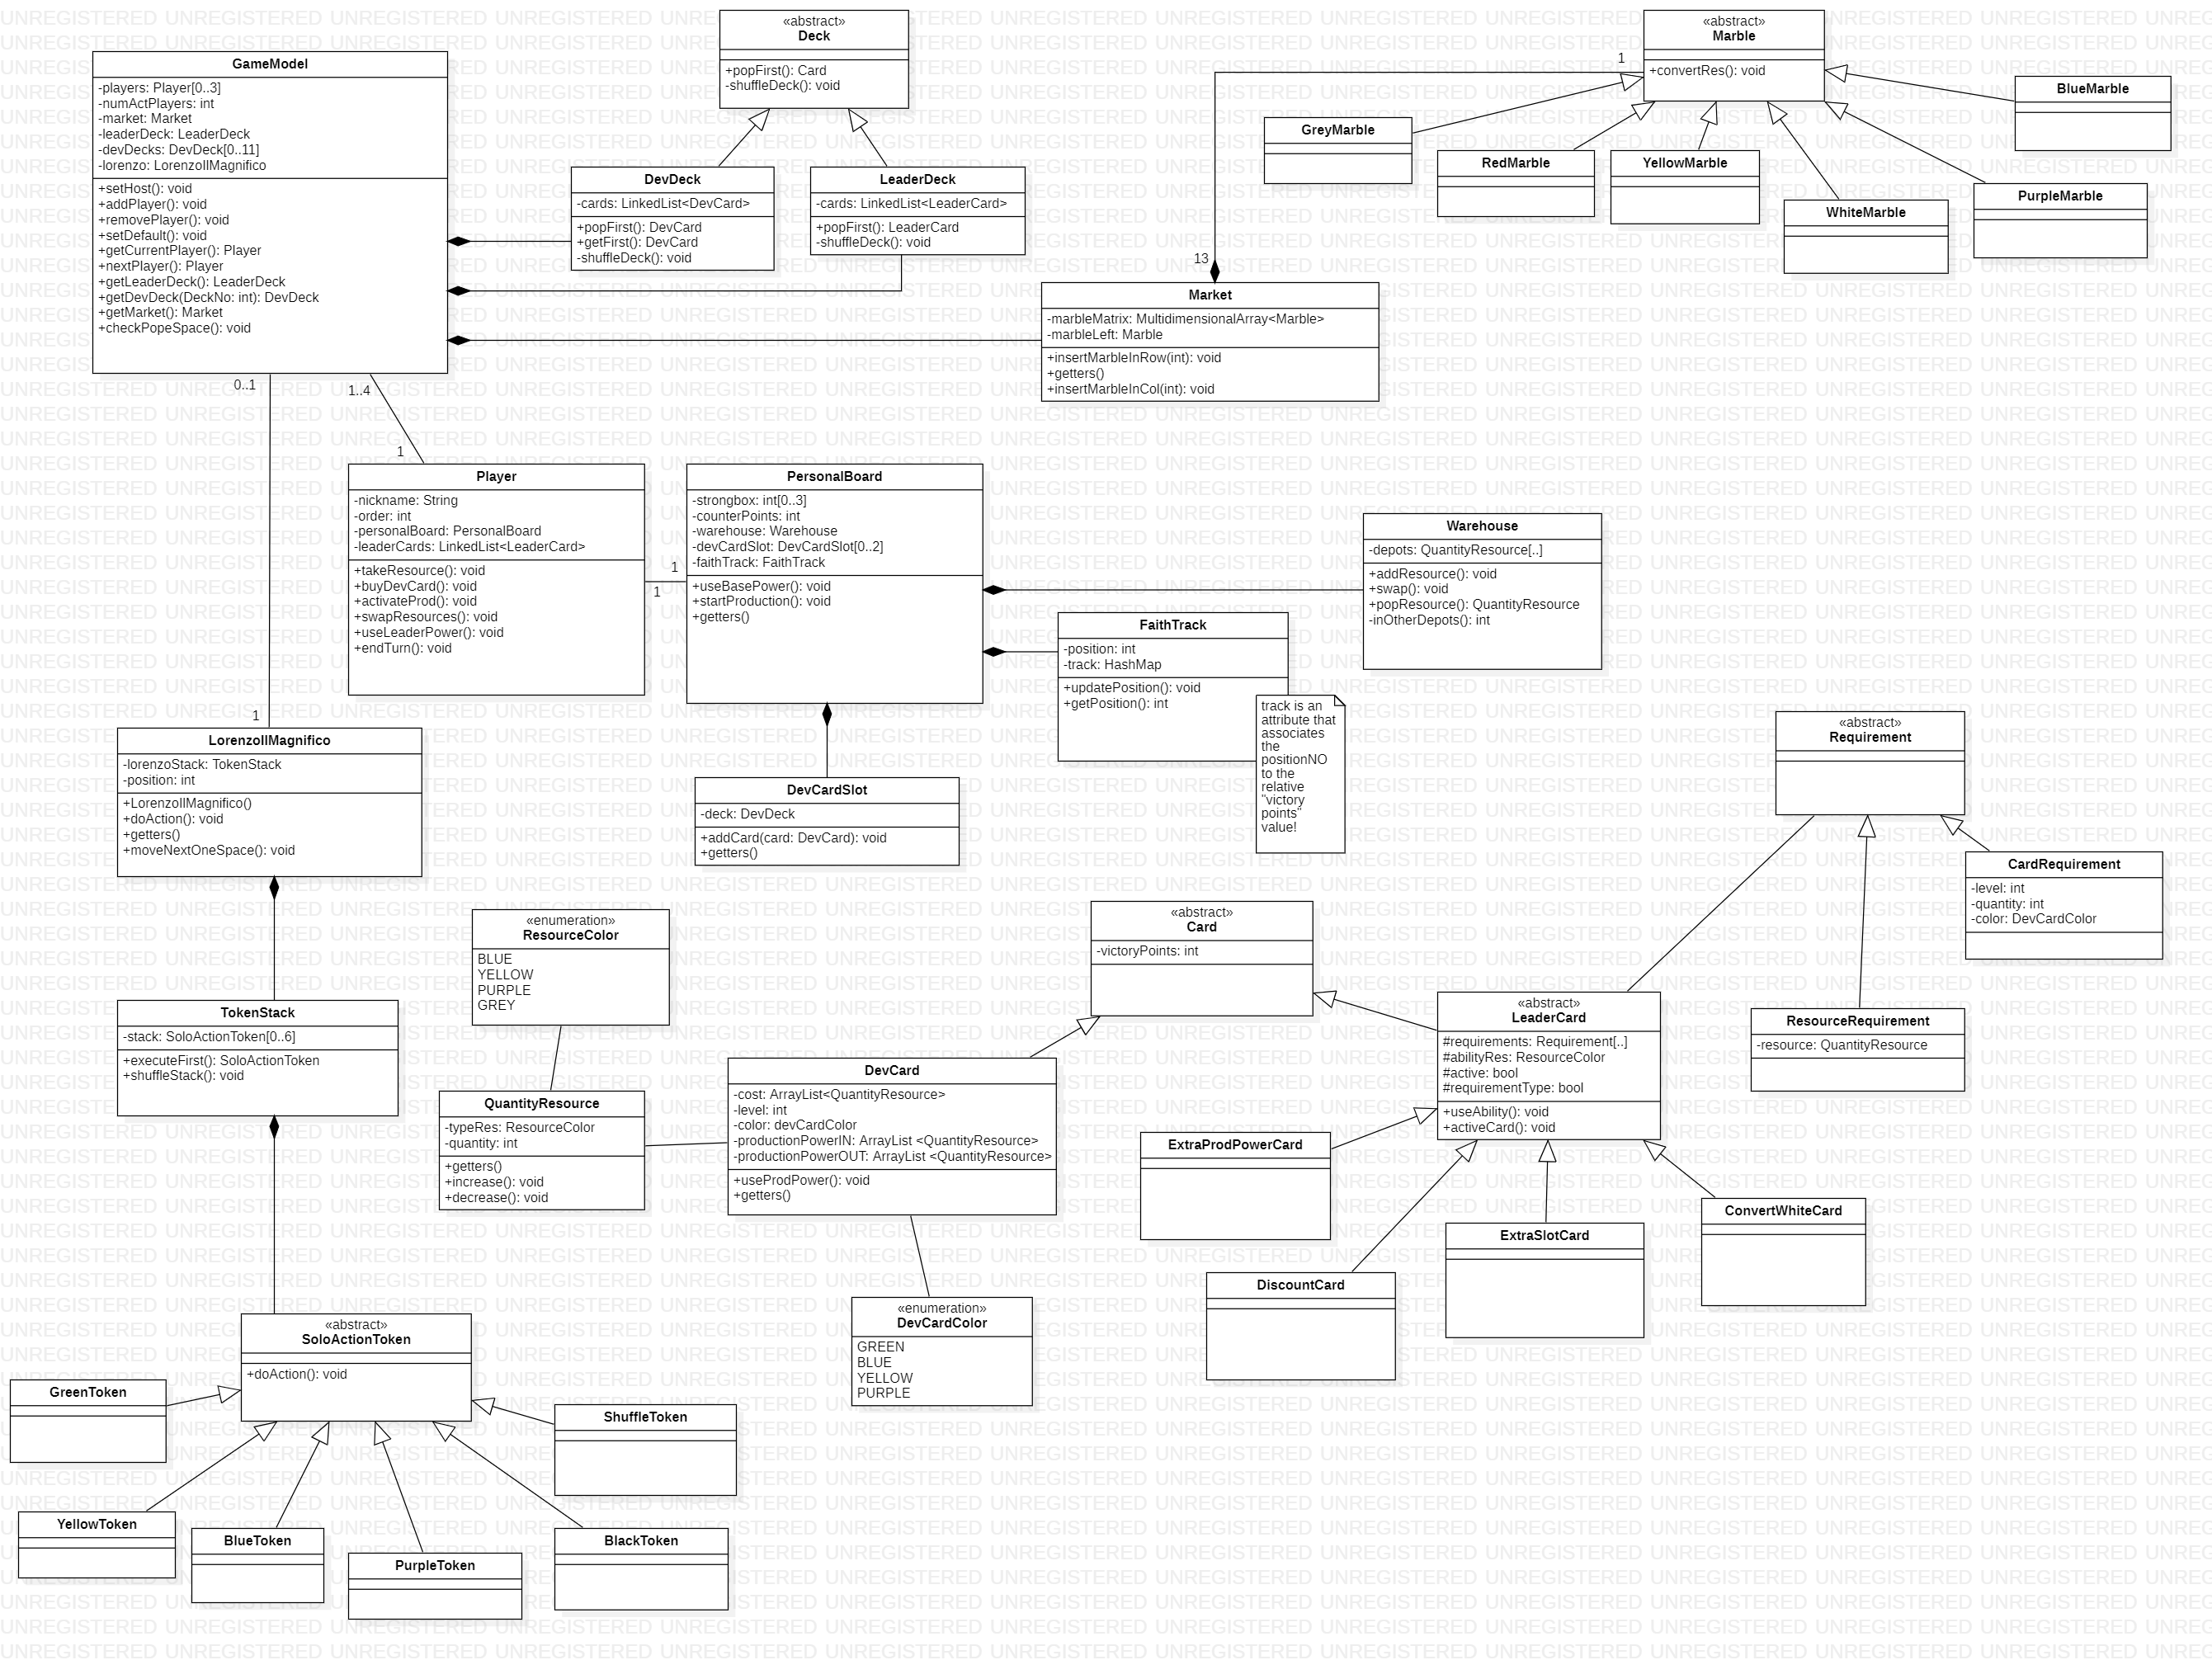 GameModel
-players: Player[0..3]
-numActPlayers: int
-market: Market
-leaderDeck: LeaderDeck
-devDecks: DevDeck[0..11]
-lorenzo: LorenzoIlMagnifico
+setHost(): void
+addPlayer(): void
+removePlayer(): void
+setDefault(): void
+getCurrentPlayer(): Player
+nextPlayer(): Player
+getLeaderDeck(): LeaderDeck
+getDevDeck(DeckNo: int): DevDeck
+getMarket(): Market
+checkPopeSpace(): void
«abstract»
Deck
+popFirst(): Card
-shuffleDeck(): void
DevDeck
-cards: LinkedList<DevCard>
+popFirst(): DevCard
+getFirst(): DevCard
-shuffleDeck(): void
LeaderDeck
-cards: LinkedList<LeaderCard>
+popFirst(): LeaderCard
-shuffleDeck(): void
«abstract»
Marble
+convertRes(): void
1
GreyMarble
RedMarble
YellowMarble
WhiteMarble
PurpleMarble
BlueMarble
13
Market
-marbleMatrix: MultidimensionalArray<Marble>
-marbleLeft: Marble
+insertMarbleInRow(int): void
+getters()
+insertMarbleInCol(int): void
0..1
1..4
1
Player
-nickname: String
-order: int
-personalBoard: PersonalBoard
-leaderCards: LinkedList<LeaderCard>
+takeResource(): void
+buyDevCard(): void
+activateProd(): void
+swapResources(): void
+useLeaderPower(): void
+endTurn(): void
1
1
PersonalBoard
-strongbox: int[0..3]
-counterPoints: int
-warehouse: Warehouse
-devCardSlot: DevCardSlot[0..2]
-faithTrack: FaithTrack
+useBasePower(): void
+startProduction(): void
+getters()
Warehouse
-depots: QuantityResource[..]
+addResource(): void
+swap(): void
+popResource(): QuantityResource
-inOtherDepots(): int
FaithTrack
-position: int
-track: HashMap
+updatePosition(): void
+getPosition(): int
track is an
attribute that
associates
the
positionNO
to the
relative
"victory
points"
value!
1
LorenzoIlMagnifico
-lorenzoStack: TokenStack
-position: int
+LorenzoIlMagnifico()
+doAction(): void
+getters()
+moveNextOneSpace(): void
DevCardSlot
-deck: DevDeck
+addCard(card: DevCard): void
+getters()
«abstract»
Requirement
CardRequirement
-level: int
-quantity: int
-color: DevCardColor
ResourceRequirement
-resource: QuantityResource
«enumeration»
ResourceColor
BLUE
YELLOW
PURPLE
GREY
«abstract»
Card
-victoryPoints: int
«abstract»
LeaderCard
#requirements: Requirement[..]
#abilityRes: ResourceColor
#active: bool
#requirementType: bool
+useAbility(): void
+activeCard(): void
TokenStack
-stack: SoloActionToken[0..6]
+executeFirst(): SoloActionToken
+shuffleStack(): void
QuantityResource
-typeRes: ResourceColor
-quantity: int
+getters()
+increase(): void
+decrease(): void
DevCard
-cost: ArrayList<QuantityResource>
-level: int
-color: devCardColor
-productionPowerIN: ArrayList <QuantityResource>
-productionPowerOUT: ArrayList <QuantityResource>
+useProdPower(): void
+getters()
ExtraProdPowerCard
DiscountCard
ExtraSlotCard
ConvertWhiteCard
«enumeration»
DevCardColor
GREEN
BLUE
YELLOW
PURPLE
«abstract»
SoloActionToken
+doAction(): void
GreenToken
ShuffleToken
YellowToken
BlueToken
PurpleToken
BlackToken
UNREGISTERED